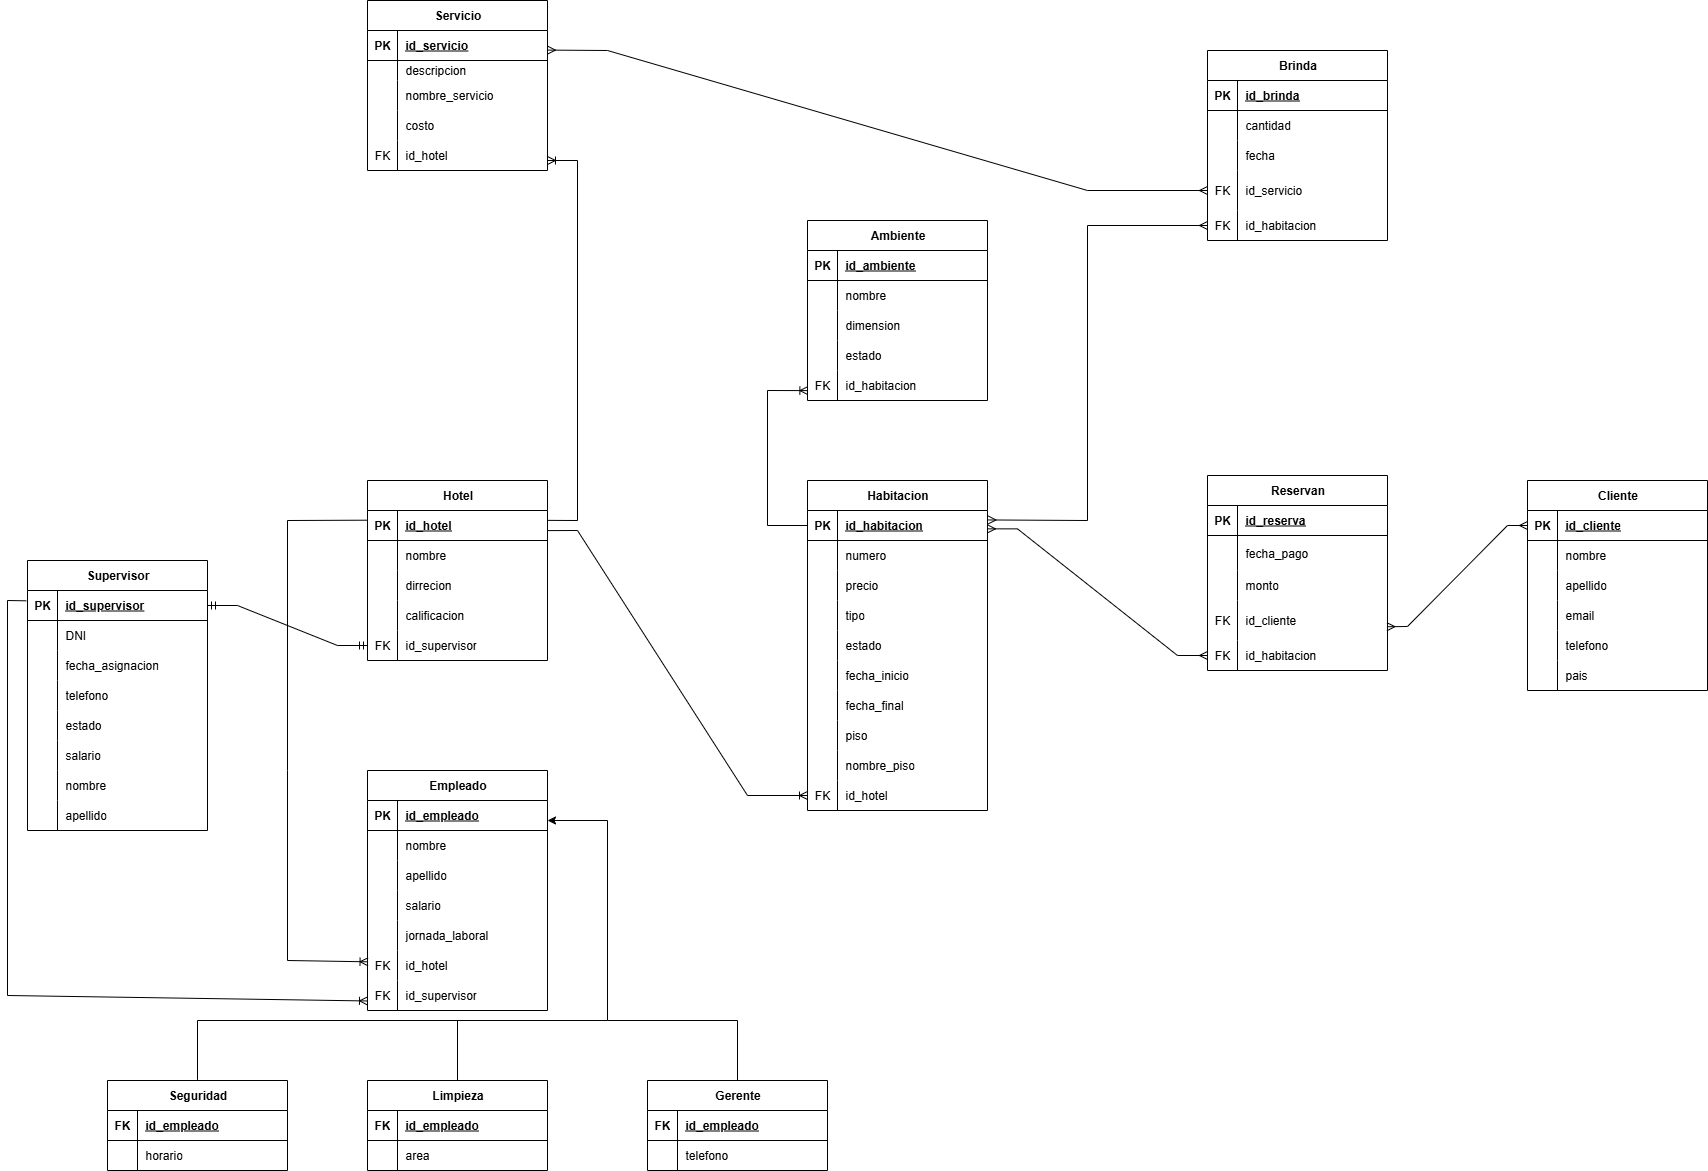 Servicio
PK id_servicio
descripcion
nombre_servicio
costo
FK id_hotel
Brinda
PK id_brinda
cantidad
fecha
FK id_servicio
FK id_habitacion
Ambiente
PK id_ambiente
nombre
dimension
estado
FK id_habitacion
Hotel
PK id_hotel
nombre
dirrecion
calificacion
FK id_supervisor
Habitacion
PK id_habitacion
numero
precio
tipo
estado
fecha_inicio
fecha_final
piso
nombre_piso
FK id_hotel
Reservan
PK id_reserva
fecha_pago
monto
FK id_cliente
FK id_habitacion
Cliente
PK id_cliente
nombre
apellido
email
telefono
pais
Supervisor
PK id_supervisor
DNI
fecha_asignacion
telefono
estado
salario
nombre
apellido
Empleado
PK id_empleado
nombre
apellido
salario
jornada_laboral
FK id_hotel
FK id_supervisor
Seguridad
FK id_empleado
horario
Limpieza
FK id_empleado
area
Gerente
FK id_empleado
telefono